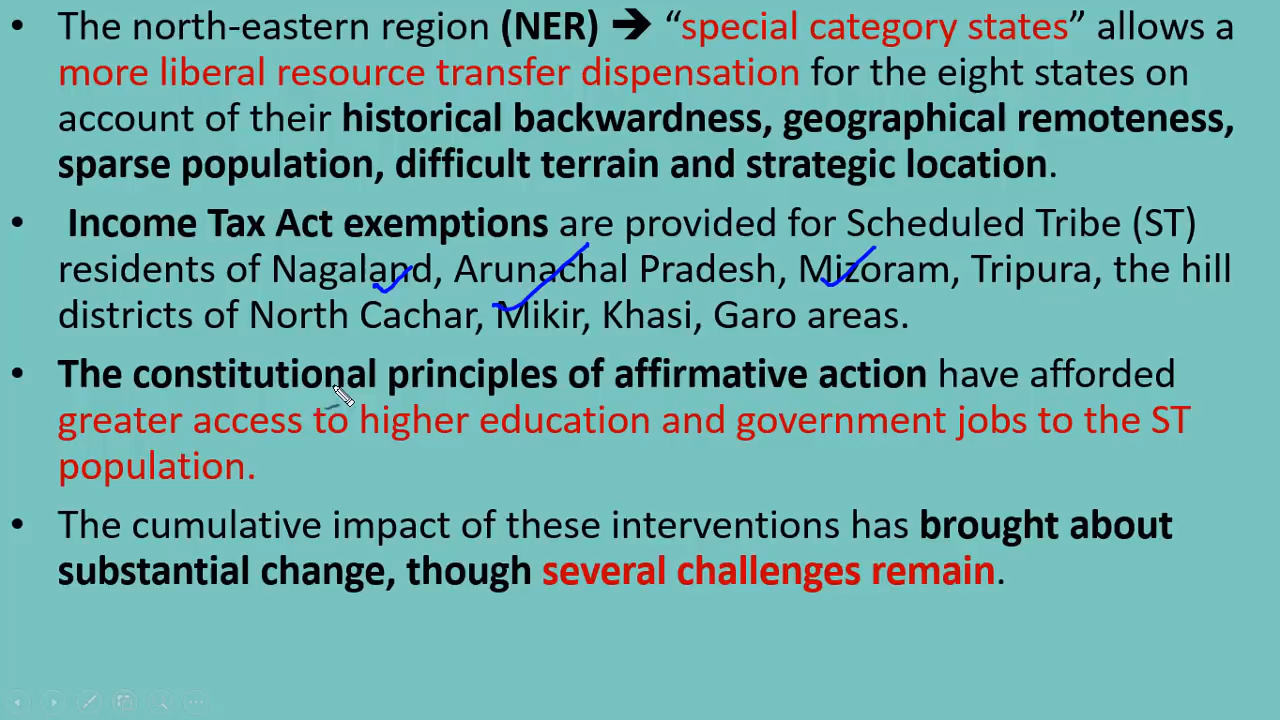 • The north-eastern region (NER) → “special category states” allows a
more liberal resource transfer dispensation for the eight states on
account of their historical backwardness, geographical remoteness,
sparse population, difficult terrain and strategic location.
• Income Tax Act exemptions are provided for Scheduled Tribe (ST)
residents of Nagaland, Arunachal Pradesh, Mizoram, Tripura, the hill
districts of North Cachar, Mikir, Khasi, Garo areas.
• The constitutional principles of affirmative action have afforded
greater access to higher education and government jobs to the ST
population.
• The cumulative impact of these interventions has brought about
substantial change, though several challenges remain.